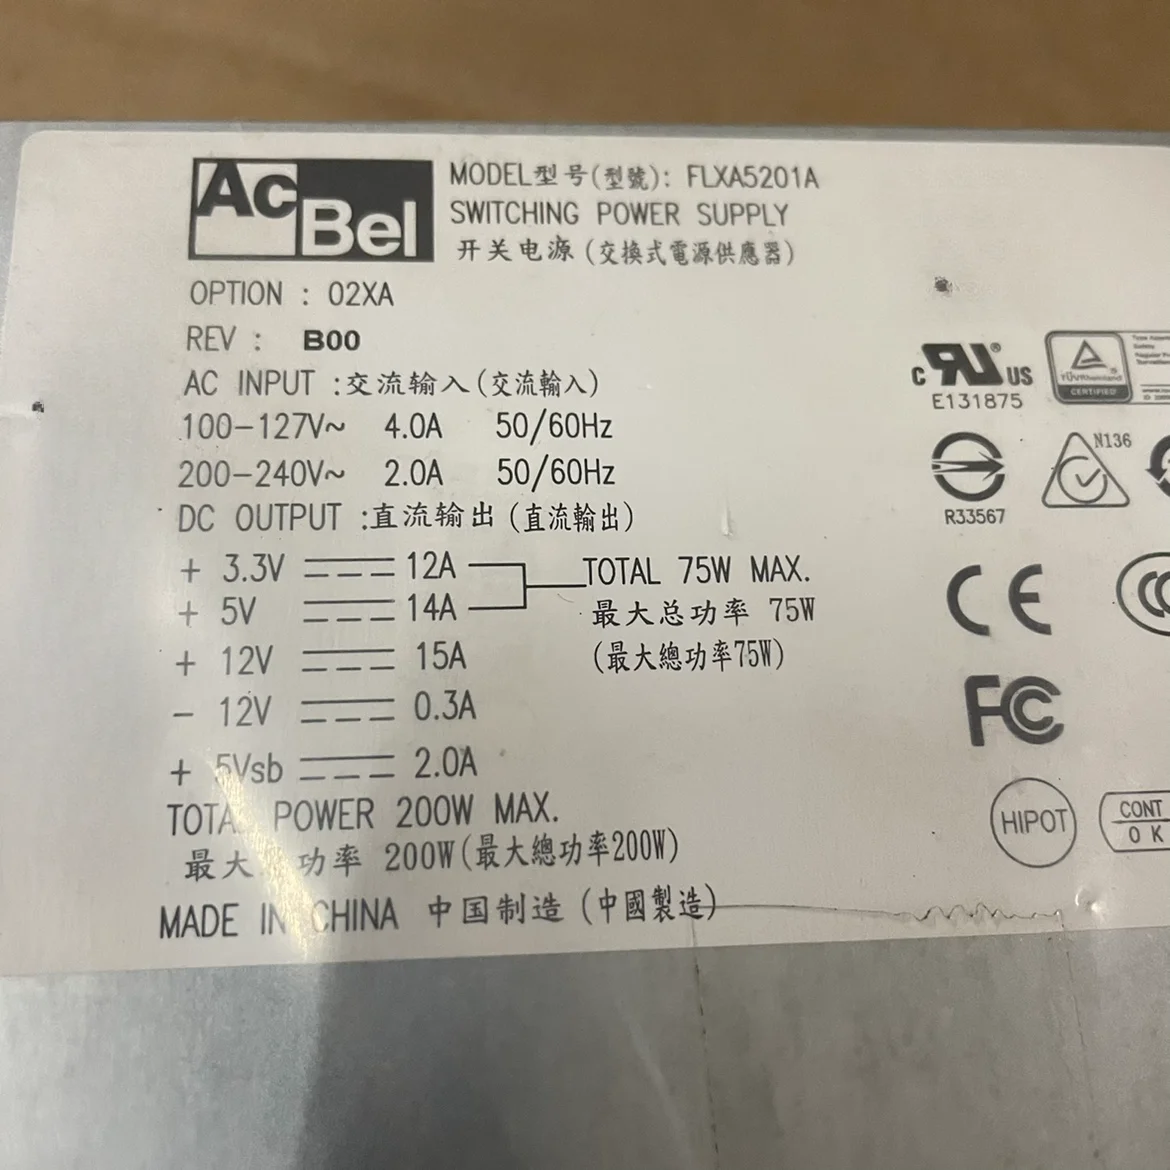 AcBel
MODEL型号(型號): FLXA5201A
SWITCHING POWER SUPPLY
开关电源 (交換式電源供應器)
OPTION : 02XA
REV : B00
AC INPUT :交流输入(交流輸入)
100-127V~ 4.0A 50/60Hz
200-240V~ 2.0A 50/60Hz
DC OUTPUT :直流输出 (直流輸出)
+ 3.3V 12A TOTAL 75W MAX.
+ 5V 14A 最大总功率 75W
+ 12V 15A (最大總功率75W)
- 12V 0.3A
+ 5Vsb 2.0A
TOTAL POWER 200W MAX.
最大 功率 200W(最大總功率200W)
MADE IN CHINA 中国制造 (中國製造)
c RU® US
E131875
TÜVRheinland
CERTIFIED
R33567
N136
CE
FC
HIPOT
CONT
OK